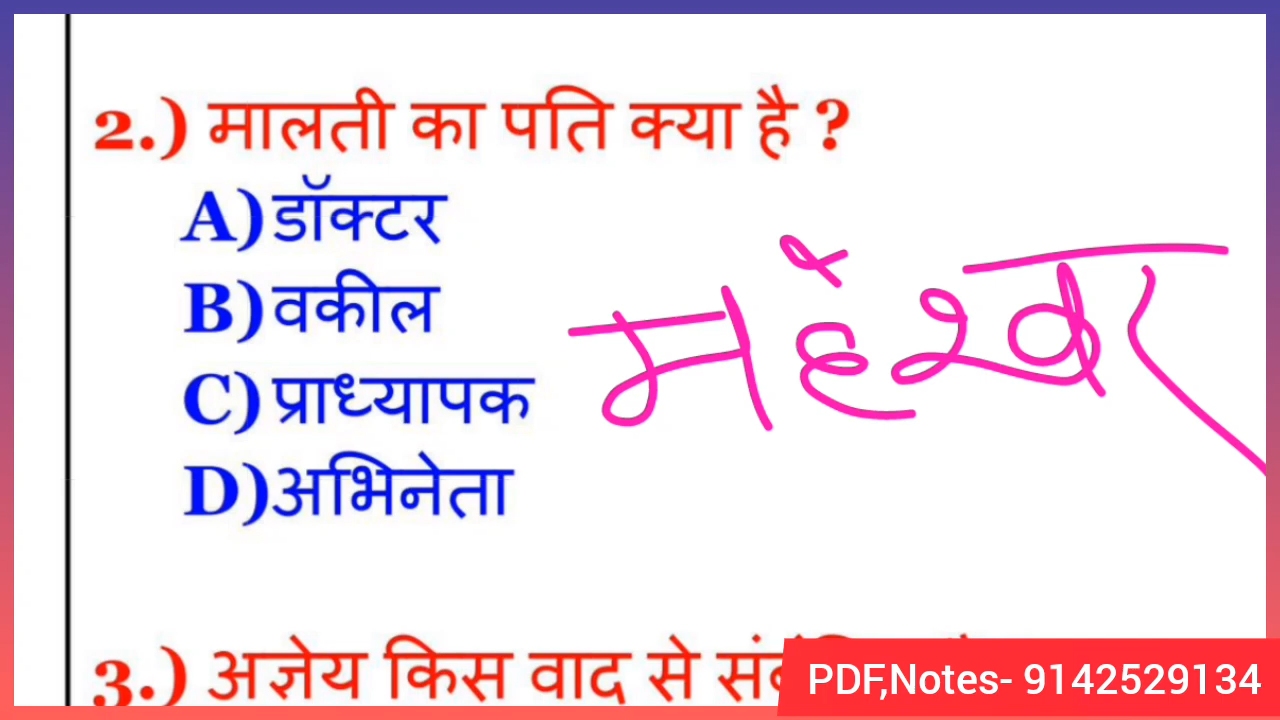 2.) मालती का पति क्या है ?
A) डॉक्टर
B) वकील
महेश्वर
C) प्राध्यापक
D) अभिनेता
3.) अज्ञेय किस वाद से
PDF,Notes- 9142529134